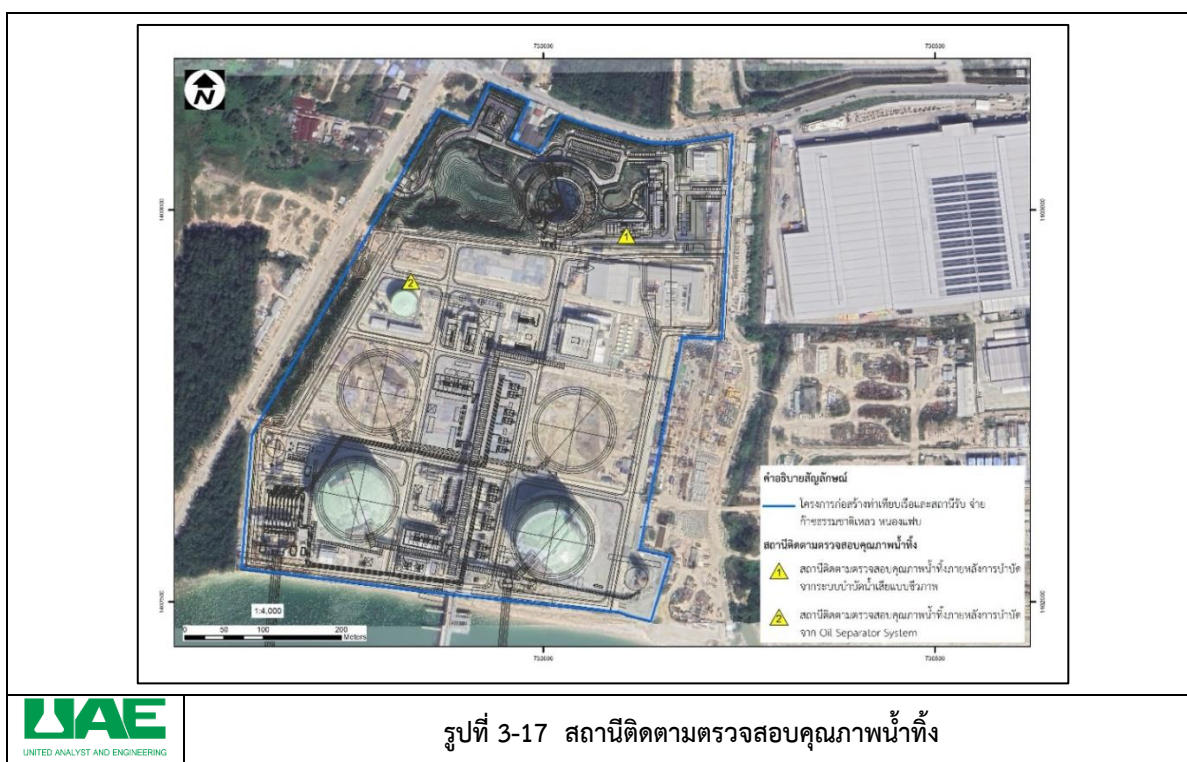 730000
730500
N
คำอธิบายสัญลักษณ์
โครงการก่อสร้างท่าเทียบเรือและสถานีรับ จ่าย
ก๊าซธรรมชาติเหลว หนองแฟบ
สถานีติดตามตรวจสอบคุณภาพน้ำทิ้ง
1 สถานีติดตามตรวจสอบคุณภาพน้ำทิ้งภายหลังการบำบัด
จากระบบบำบัดน้ำเสียแบบชีวภาพ
2 สถานีติดตามตรวจสอบคุณภาพน้ำทิ้งภายหลังการบำบัด
จาก Oil Separator System
1
2
1:4,000
0 50 100 200
Meters
730000
730500
UAE
UNITED ANALYST AND ENGINEERING
รูปที่ 3-17 สถานีติดตามตรวจสอบคุณภาพน้ำทิ้ง